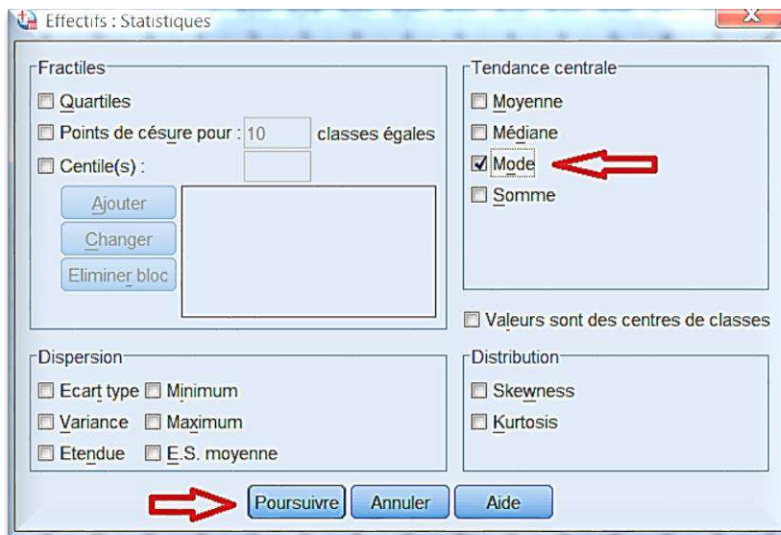 Effectifs : Statistiques
Fractiles
Quartiles
Points de césure pour : 10 classes égales
Centile(s) :
Ajouter
Changer
Eliminer bloc
Tendance centrale
Moyenne
Médiane
Mode
Somme
Valeurs sont des centres de classes
Dispersion
Ecart type Minimum
Variance Maximum
Etendue E.S. moyenne
Distribution
Skewness
Kurtosis
Poursuivre Annuler Aide